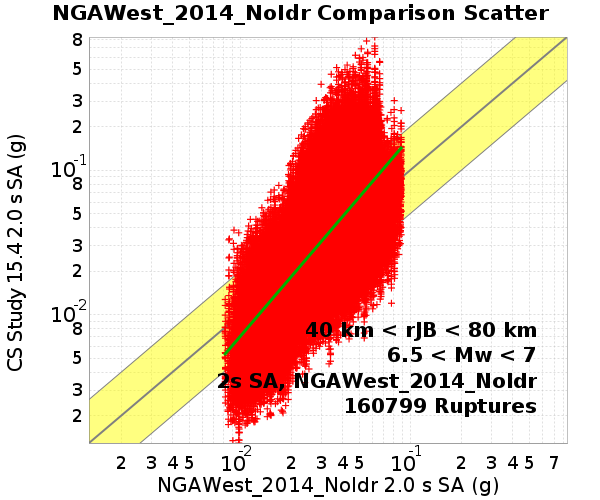 NGAWest_2014_NoIdr Comparison Scatter
8
5
3
2
10-1
8
5
3
2
10-2
8
5
3
2
CS Study 15.4 2.0 s SA (g)
40 km < rJB < 80 km
6.5 < Mw < 7
2s SA, NGAWest_2014_NoIdr
160799 Ruptures
2 3 4 5 10-2 2 3 4 5 10-1 2 3 4 5 7
NGAWest_2014_NoIdr 2.0 s SA (g)